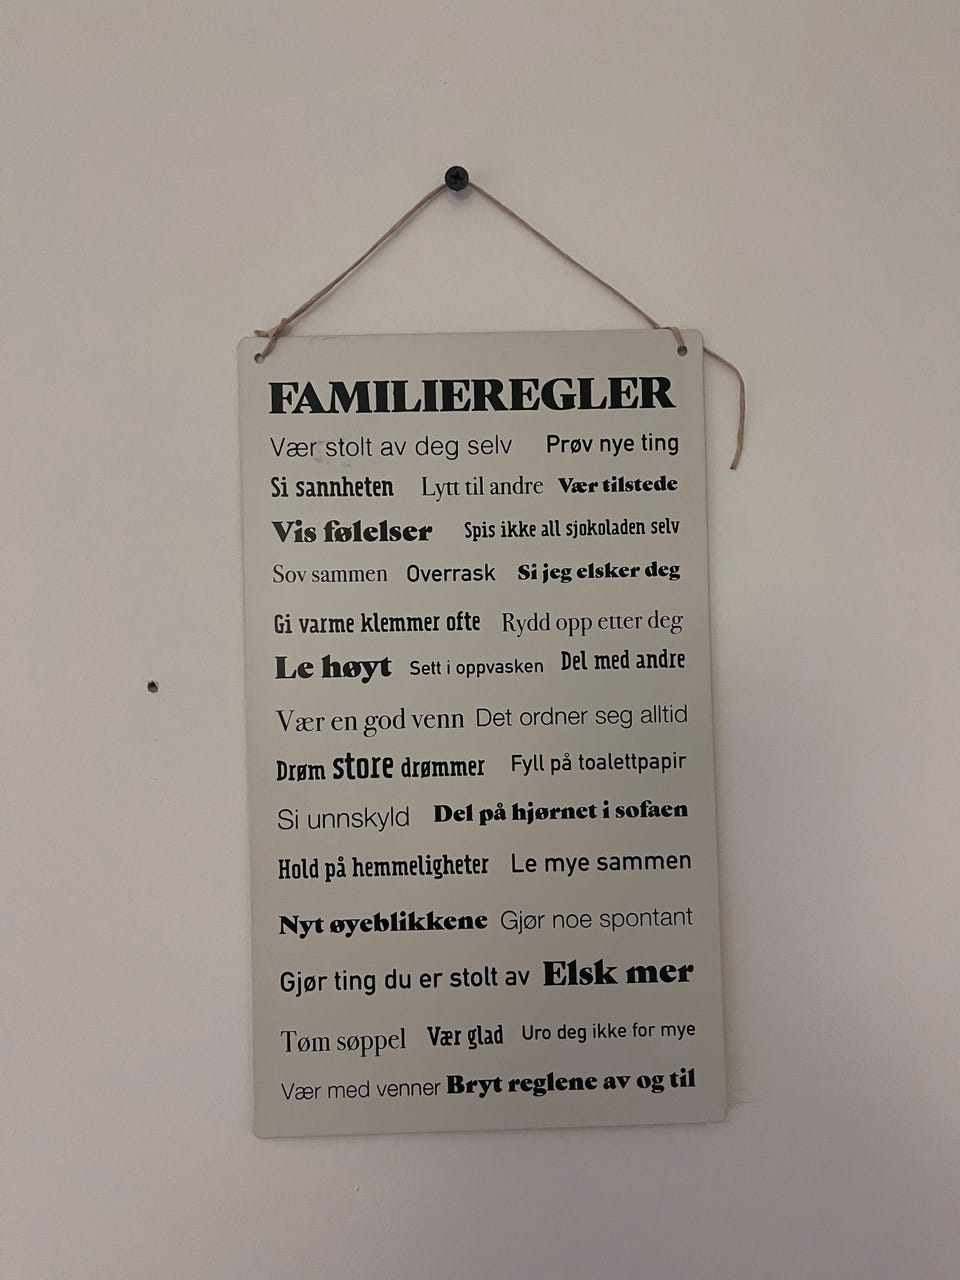 FAMILIEREGLER
Vær stolt av deg selv Prøv nye ting
Si sannheten Lytt til andre Vær tilstede
Vis følelser Spis ikke all sjokoladen selv
Sov sammen Overrask Si jeg elsker deg
Gi varme klemmer ofte Rydd opp etter deg
Le høyt Sett i oppvasken Del med andre
Vær en god venn Det ordner seg alltid
Drøm store drømmer Fyll på toalettpapir
Si unnskyld Del på hjørnet i sofaen
Hold på hemmeligheter Le mye sammen
Nyt øyeblikkene Gjør noe spontant
Gjør ting du er stolt av Elsk mer
Tøm søppel Vær glad Uro deg ikke for mye
Vær med venner Bryt reglene av og til